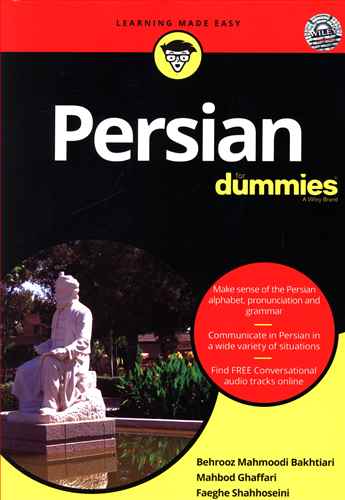 LEARNING MADE EASY
WILEY
Persian
for
dummies®
A Wiley Brand
Make sense of the Persian
alphabet, pronunciation and
grammar
Communicate in Persian in
a wide variety of situations
Find FREE Conversational
audio tracks online
Behrooz Mahmoodi Bakhtiari
Mahbod Ghaffari
Faeghe Shahhoseini